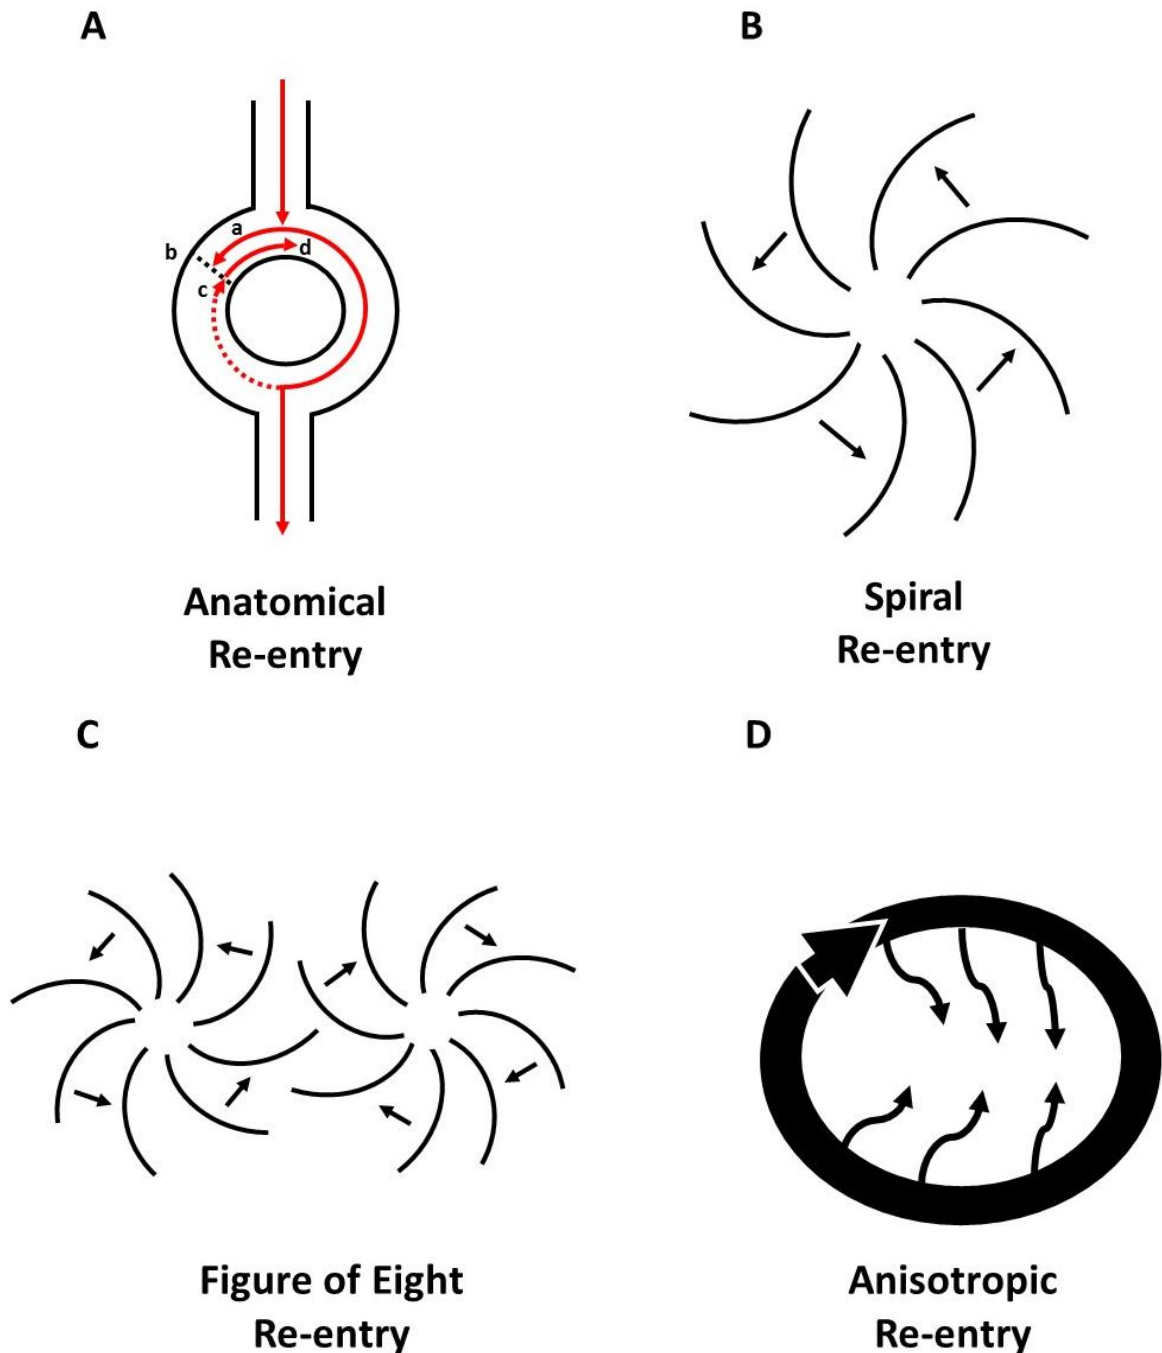 A
B
a
b
d
c
Anatomical
Re-entry
Spiral
Re-entry
C
D
Figure of Eight
Re-entry
Anisotropic
Re-entry